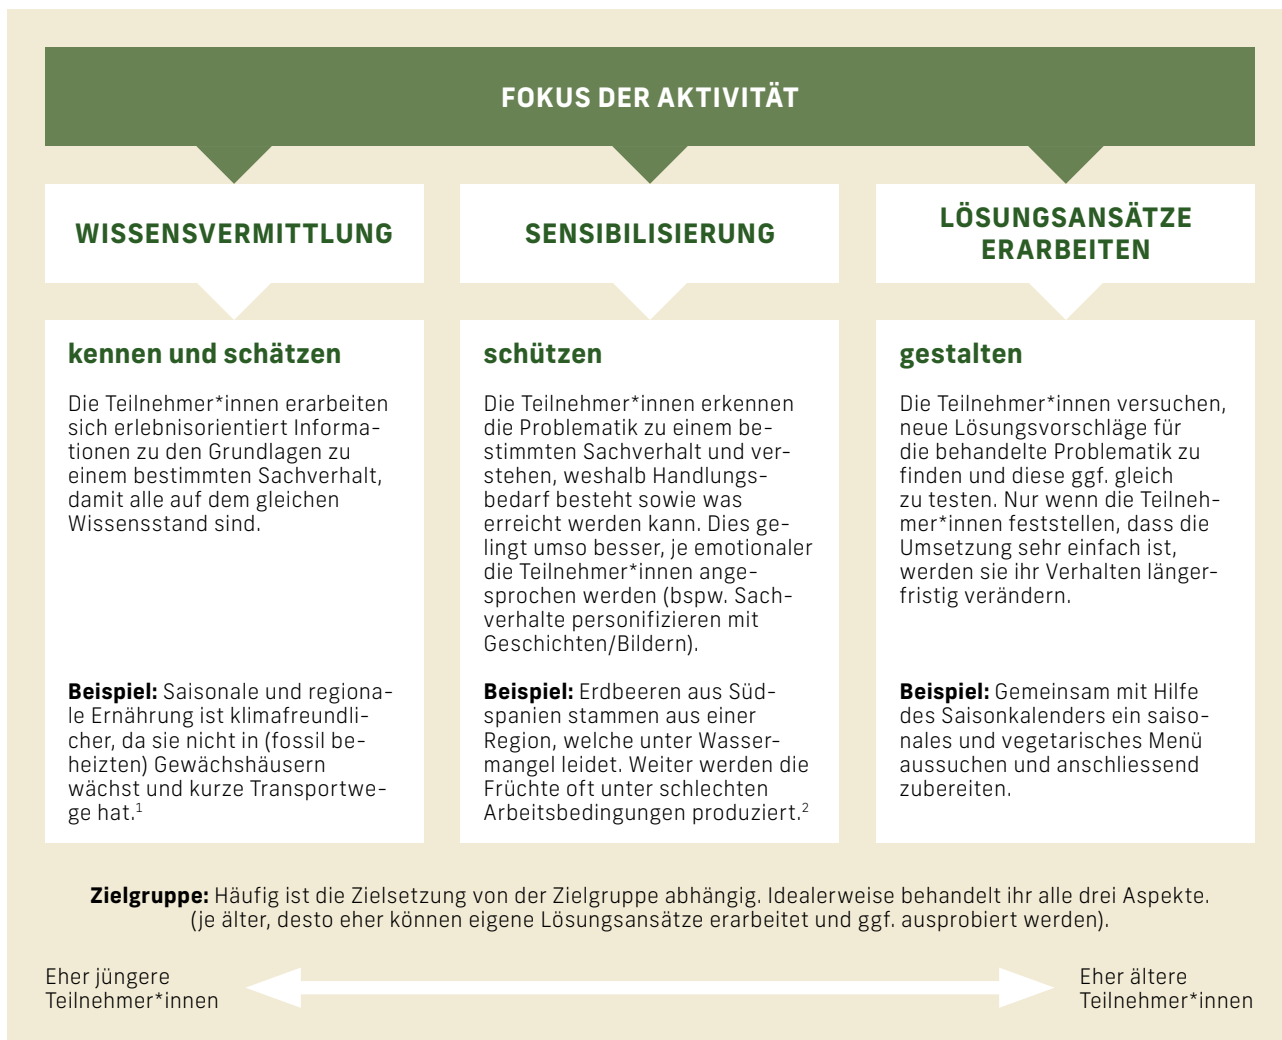 FOKUS DER AKTIVITÄT
WISSENSVERMITTLUNG
kennen und schätzen
Die Teilnehmer*innen erarbeiten
sich erlebnisorientiert Informa-
tionen zu den Grundlagen zu
einem bestimmten Sachverhalt,
damit alle auf dem gleichen
Wissensstand sind.
Beispiel: Saisonale und regiona-
le Ernährung ist klimafreundli-
cher, da sie nicht in (fossil be-
heizten) Gewächshäusern
wächst und kurze Transportwe-
ge hat.¹
SENSIBILISIERUNG
schützen
Die Teilnehmer*innen erkennen
die Problematik zu einem be-
stimmten Sachverhalt und ver-
stehen, weshalb Handlungs-
bedarf besteht sowie was
erreicht werden kann. Dies ge-
lingt umso besser, je emotionaler
die Teilnehmer*innen ange-
sprochen werden (bspw. Sach-
verhalte personifizieren mit
Geschichten/Bildern).
Beispiel: Erdbeeren aus Süd-
spanien stammen aus einer
Region, welche unter Wasser-
mangel leidet. Weiter werden die
Früchte oft unter schlechten
Arbeitsbedingungen produziert.²
LÖSUNGSANSÄTZE
ERARBEITEN
gestalten
Die Teilnehmer*innen versuchen,
neue Lösungsvorschläge für
die behandelte Problematik zu
finden und diese ggf. gleich
zu testen. Nur wenn die Teilneh-
mer*innen feststellen, dass die
Umsetzung sehr einfach ist,
werden sie ihr Verhalten länger-
fristig verändern.
Beispiel: Gemeinsam mit Hilfe
des Saisonkalenders ein saiso-
nales und vegetarisches Menü
aussuchen und anschliessend
zubereiten.
Zielgruppe: Häufig ist die Zielsetzung von der Zielgruppe abhängig. Idealerweise behandelt ihr alle drei Aspekte.
(je älter, desto eher können eigene Lösungsansätze erarbeitet und ggf. ausprobiert werden).
Eher jüngere
Teilnehmer*innen
Eher ältere
Teilnehmer*innen